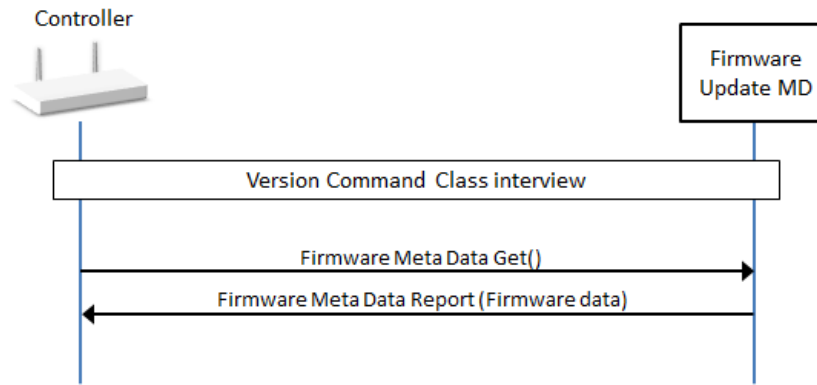 Controller
Firmware
Update MD
Version Command Class interview
Firmware Meta Data Get()
Firmware Meta Data Report (Firmware data)